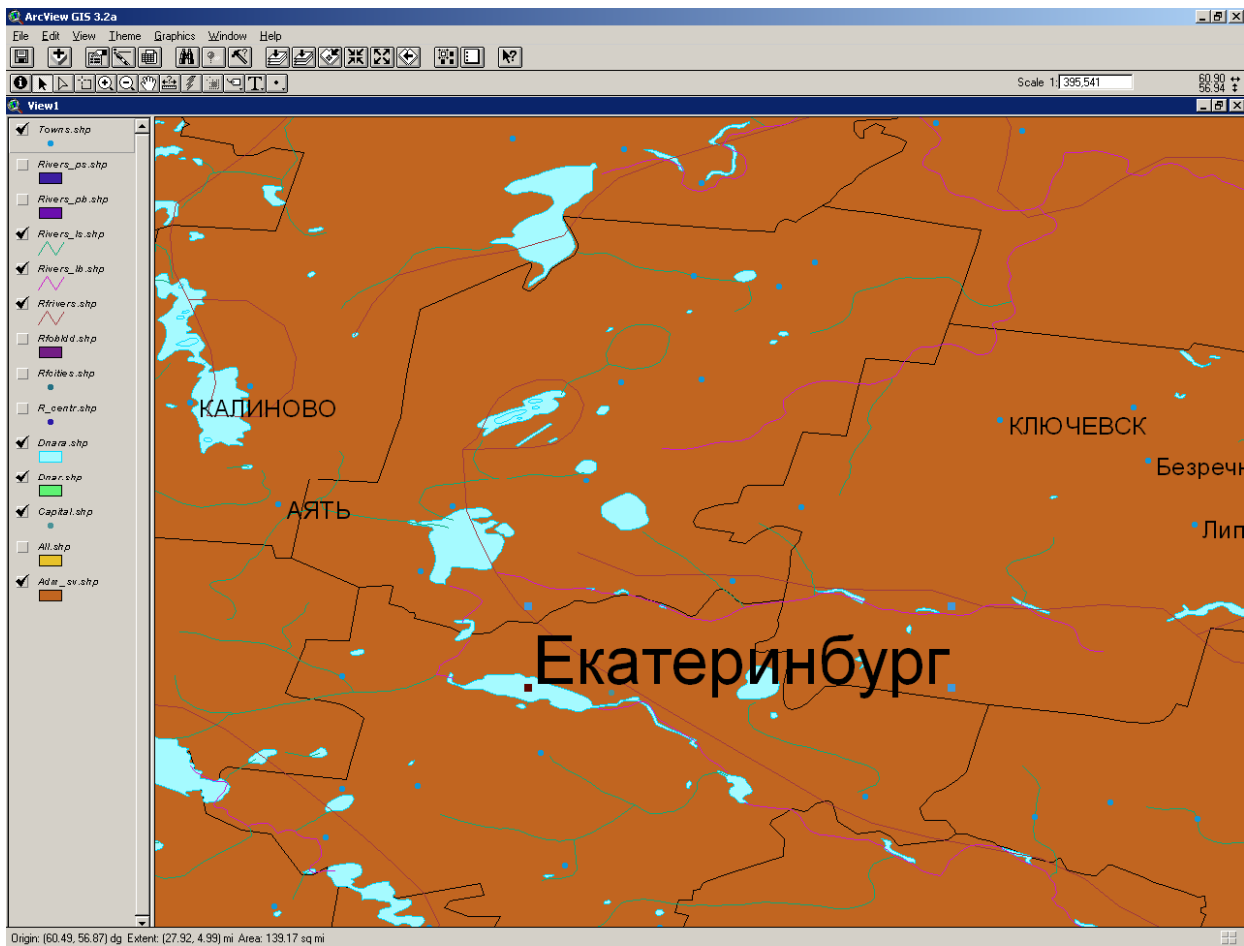 ArcView GIS 3.2a
File Edit View Theme Graphics Window Help
Scale 1: 395,541
60.90
56.94
View1
Towns.shp
Rivers_ps.shp
Rivers_pb.shp
Rivers_ls.shp
Rivers_lb.shp
Rfrivers.shp
Rfobldd.shp
Rfcities.shp
R_centr.shp
Dnara.shp
Dnar.shp
Capital.shp
All.shp
Adm_sv.shp
КАЛИНОВО
КЛЮЧЕВСК
Безречн
АЯТЬ
Лип
Екатеринбург
Origin: (60.49, 56.87) dg Extent: (27.92, 4.99) mi Area: 139.17 sq mi